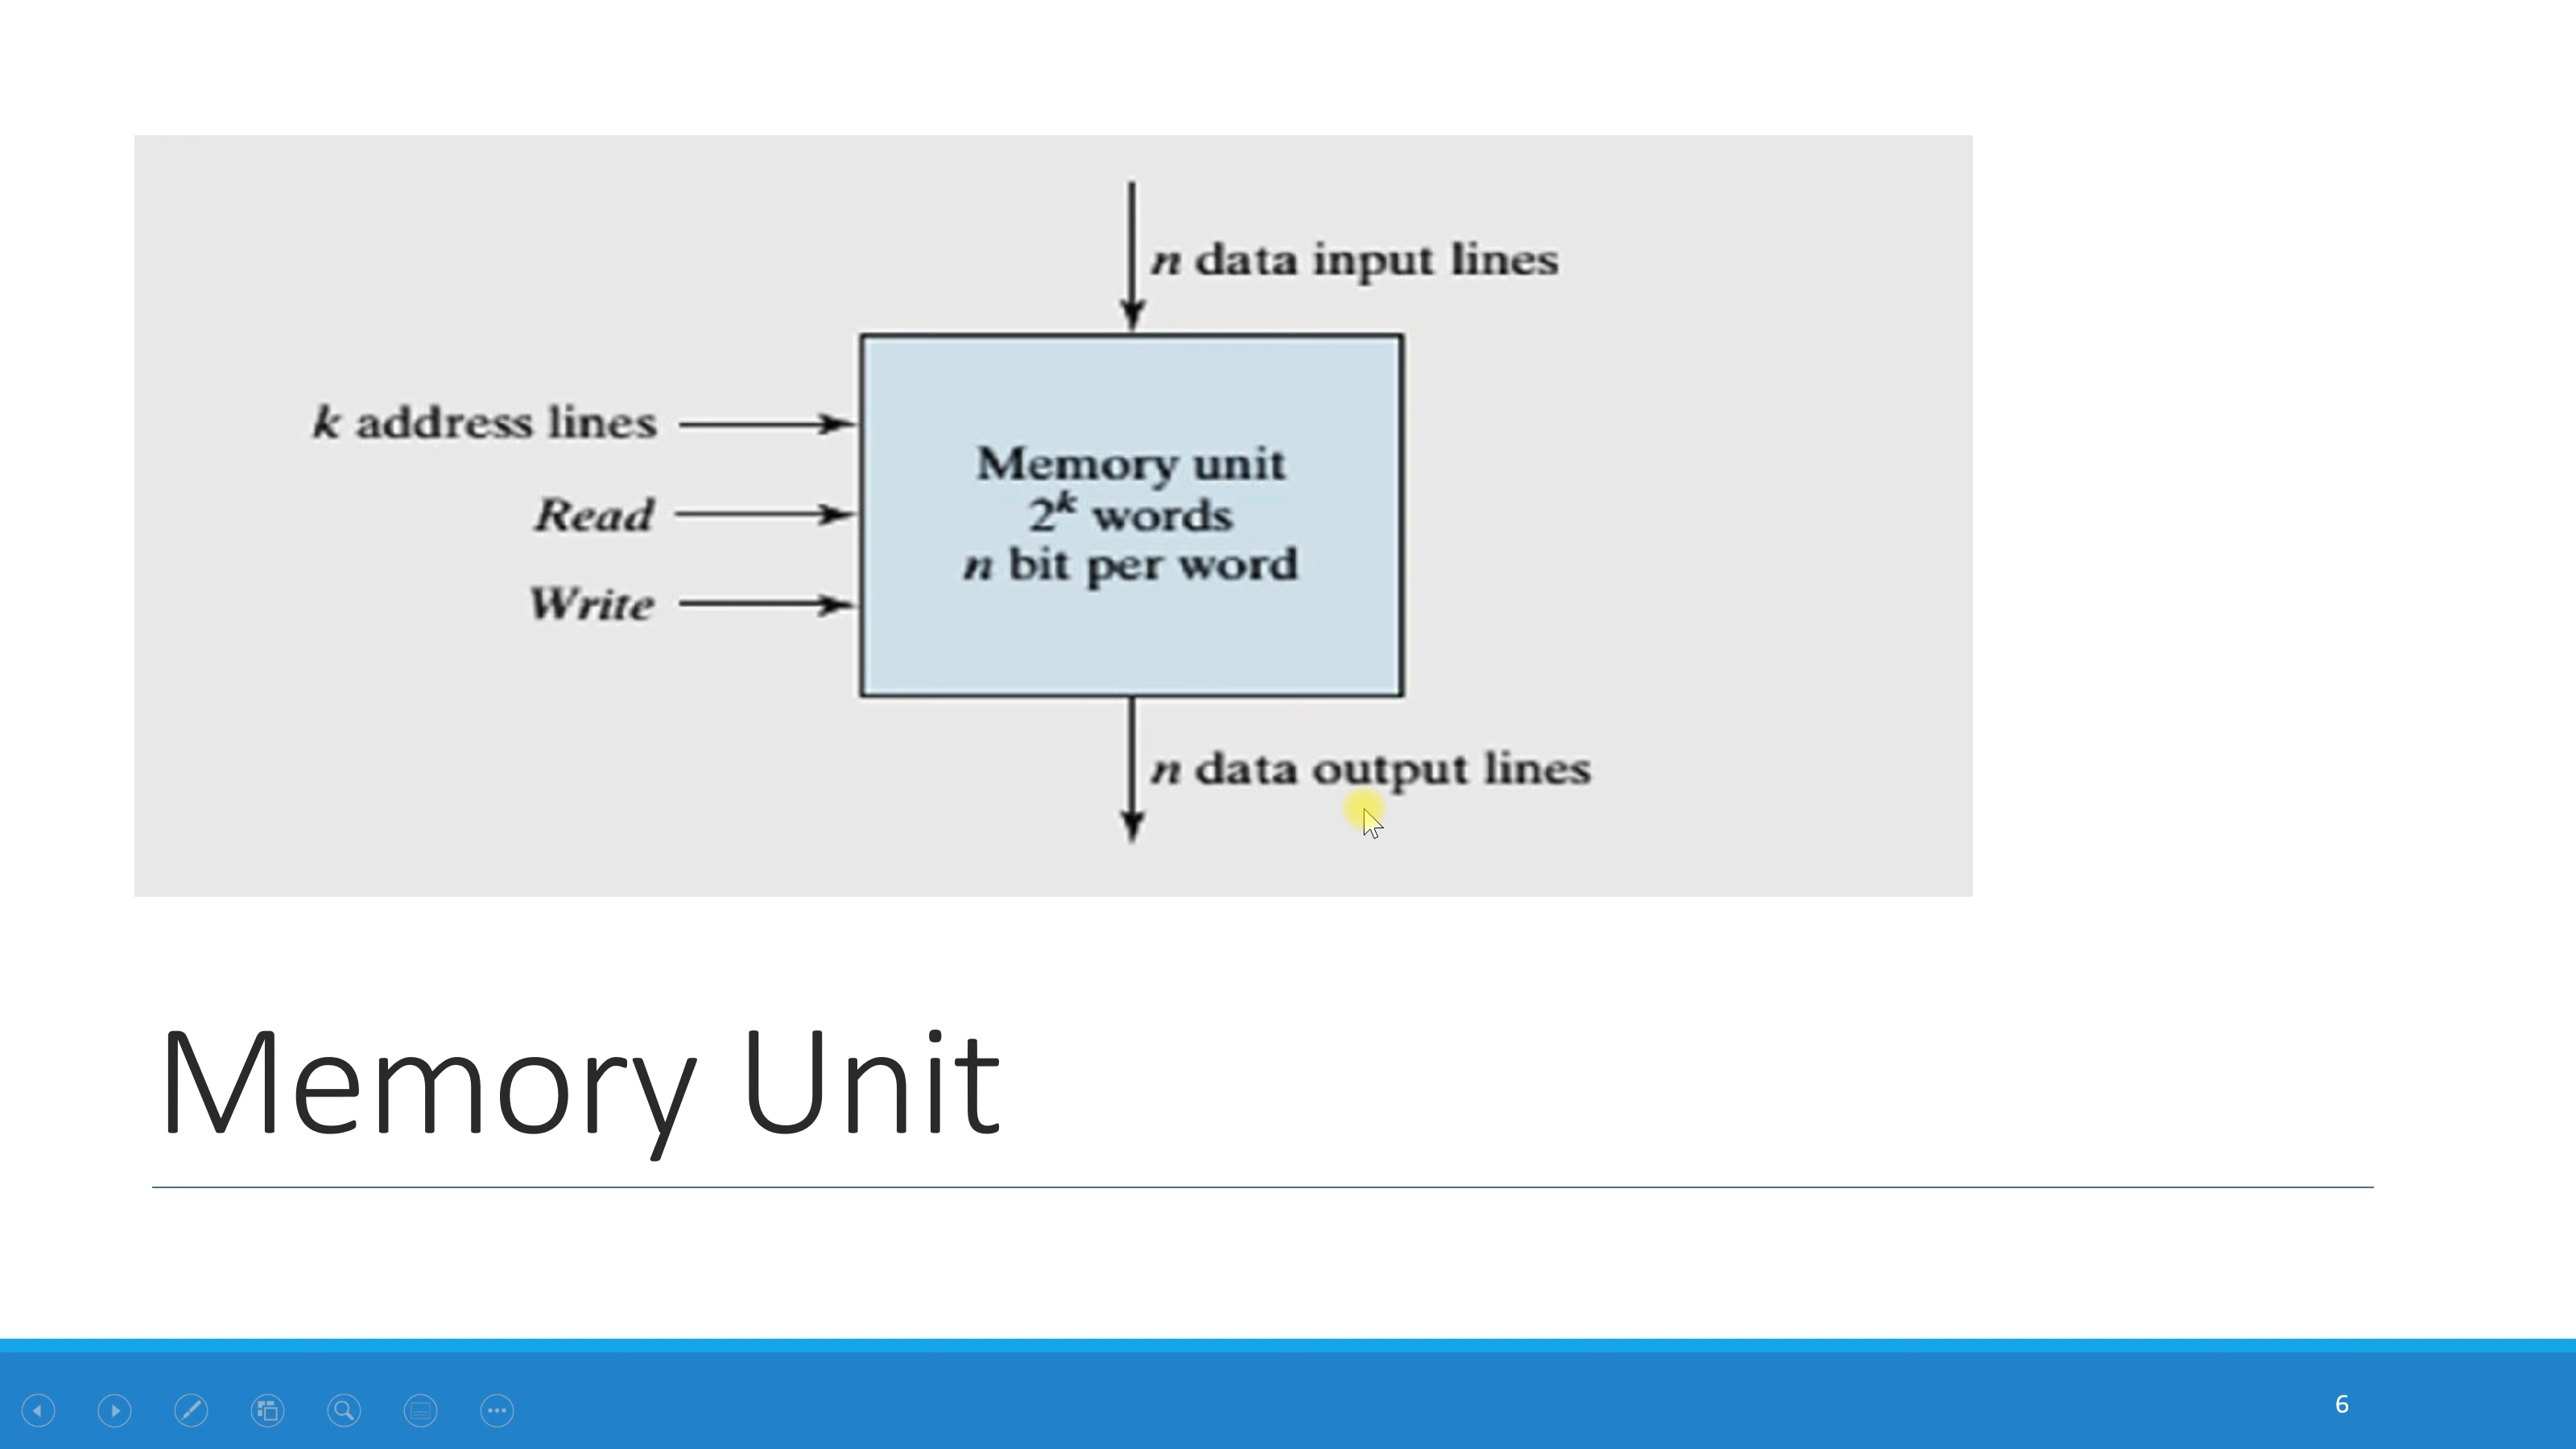 n data input lines
k address lines
Read
Write
Memory unit
2^k words
n bit per word
n data output lines
Memory Unit
6